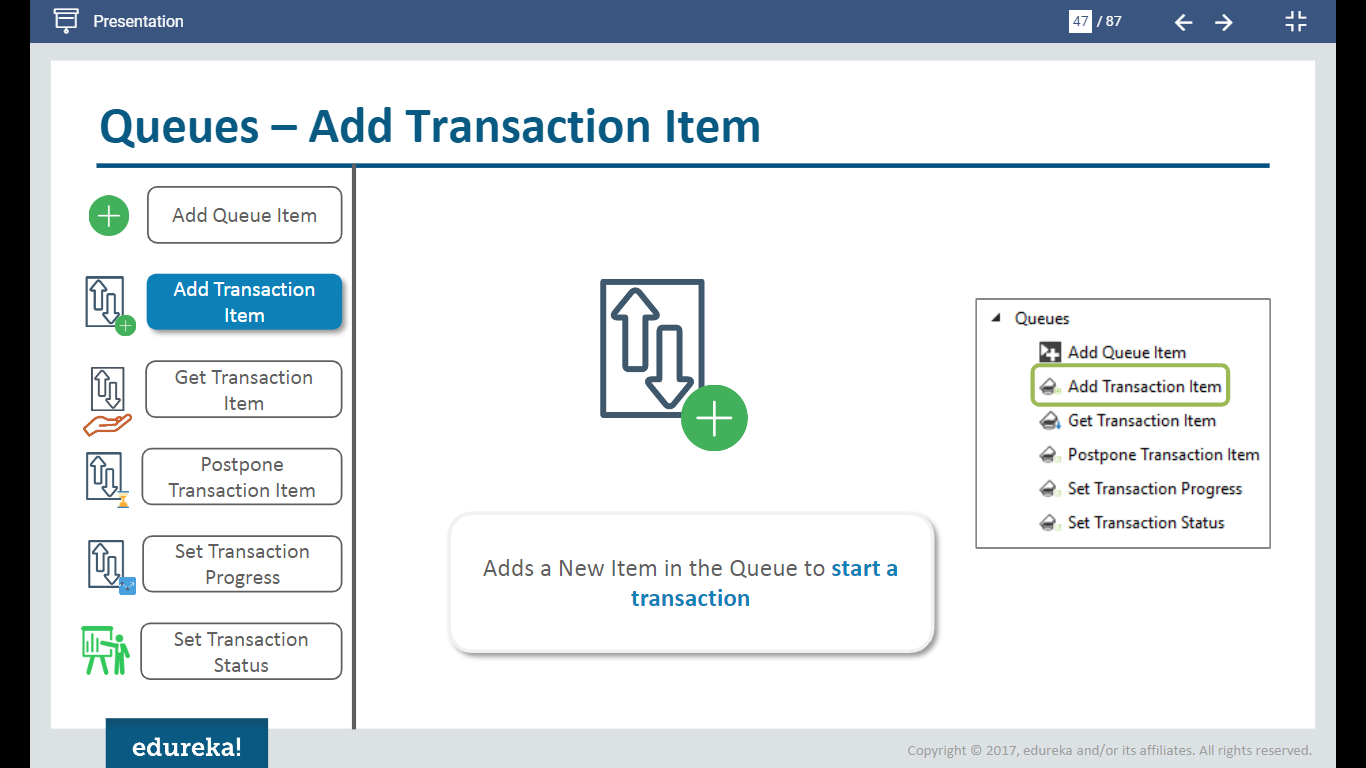 Presentation
47 / 87
Queues – Add Transaction Item
Add Queue Item
Add Transaction
Item
Get Transaction
Item
Postpone
Transaction Item
Set Transaction
Progress
Set Transaction
Status
Adds a New Item in the Queue to start a
transaction
Queues
Add Queue Item
Add Transaction Item
Get Transaction Item
Postpone Transaction Item
Set Transaction Progress
Set Transaction Status
edureka!
Copyright © 2017, edureka and/or its affiliates. All rights reserved.